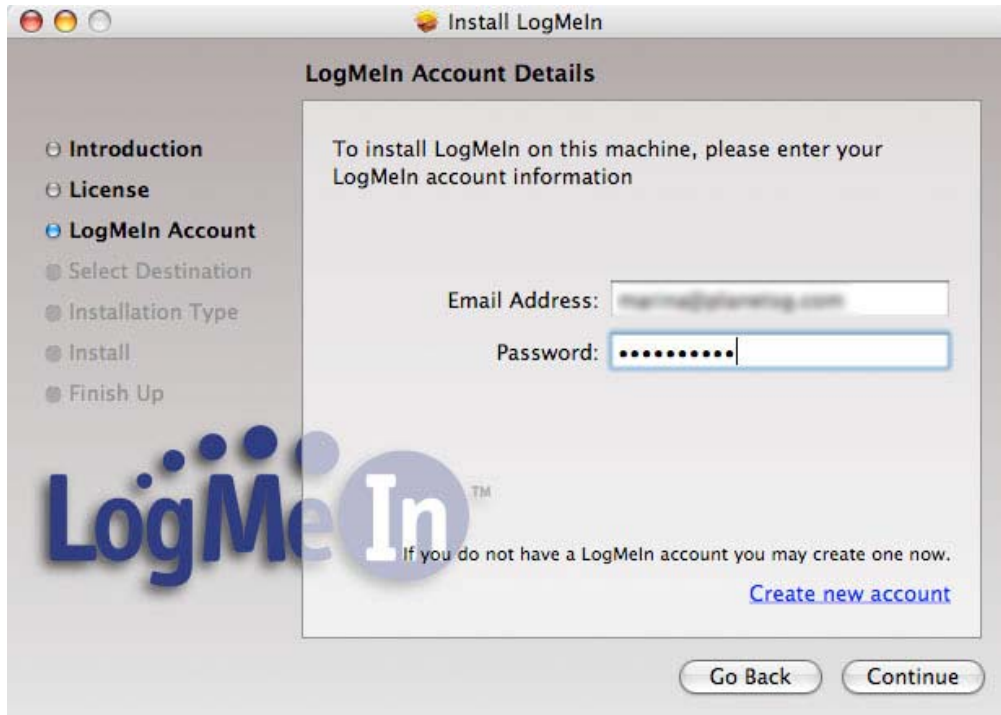 Install LogMeIn
LogMeIn Account Details
Introduction
License
LogMeIn Account
Select Destination
Installation Type
Install
Finish Up
To install LogMeIn on this machine, please enter your
LogMeIn account information
Email Address:
Password: ••••••••••
LogMeIn™
If you do not have a LogMeIn account you may create one now.
Create new account
Go Back
Continue